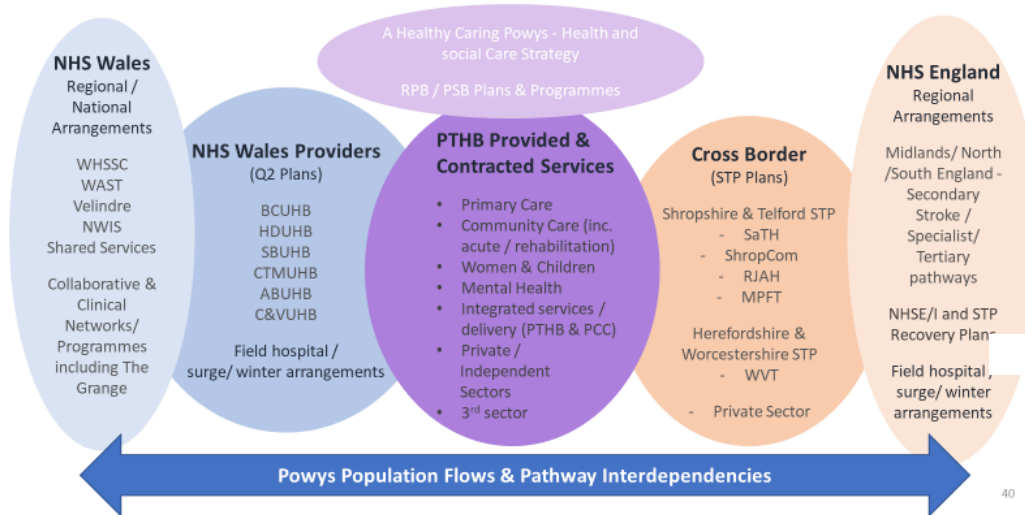 A Healthy Caring Powys - Health and
social Care Strategy
RPB / PSB Plans & Programmes
NHS Wales
Regional /
National
Arrangements
WHSSC
WAST
Velindre
NWIS
Shared Services
Collaborative &
Clinical
Networks/
Programmes
including The
Grange
NHS Wales Providers
(Q2 Plans)
BCUHB
HDUHB
SBUHB
CTMUHB
ABUHB
C&VUHB
Field hospital /
surge/ winter arrangements
PTHB Provided &
Contracted Services
• Primary Care
• Community Care (inc.
acute / rehabilitation)
• Women & Children
• Mental Health
• Integrated services /
delivery (PTHB & PCC)
• Private /
Independent
Sectors
• 3rd sector
Cross Border
(STP Plans)
Shropshire & Telford STP
- SaTH
- ShropCom
- RJAH
- MPFT
Herefordshire &
Worcestershire STP
- WVT
- Private Sector
NHS England
Regional
Arrangements
Midlands/ North
/South England -
Secondary
Stroke /
Specialist/
Tertiary
pathways
NHSE/I and STP
Recovery Plans
Field hospital /
surge/ winter
arrangements
Powys Population Flows & Pathway Interdependencies
40